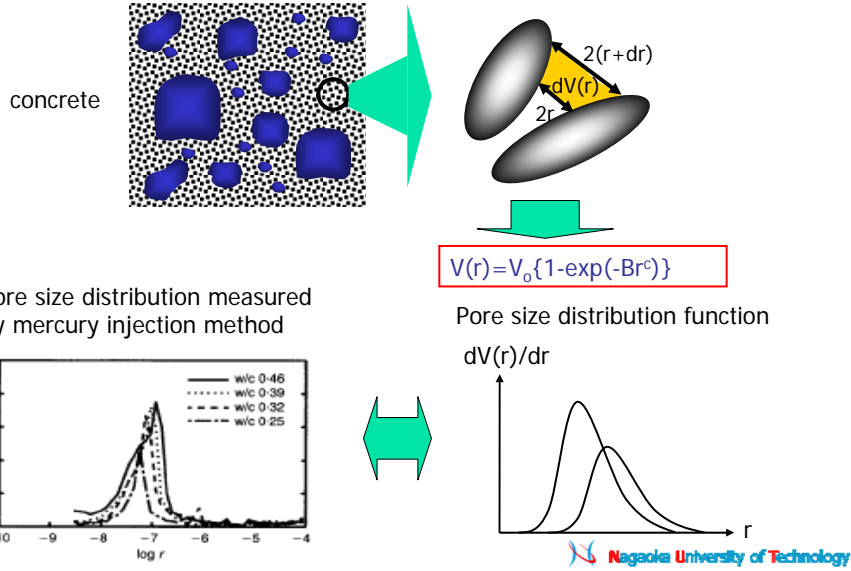 concrete
2(r+dr)
dV(r)
2r
V(r)=Vo{1-exp(-Brᶜ)}
ore size distribution measured
y mercury injection method
Pore size distribution function
dV(r)/dr
w/c 0·46
w/c 0·39
w/c 0·32
w/c 0·25
10 −9 −8 −7 −6 −5 −4
log r
r
Nagaoka University of Technology